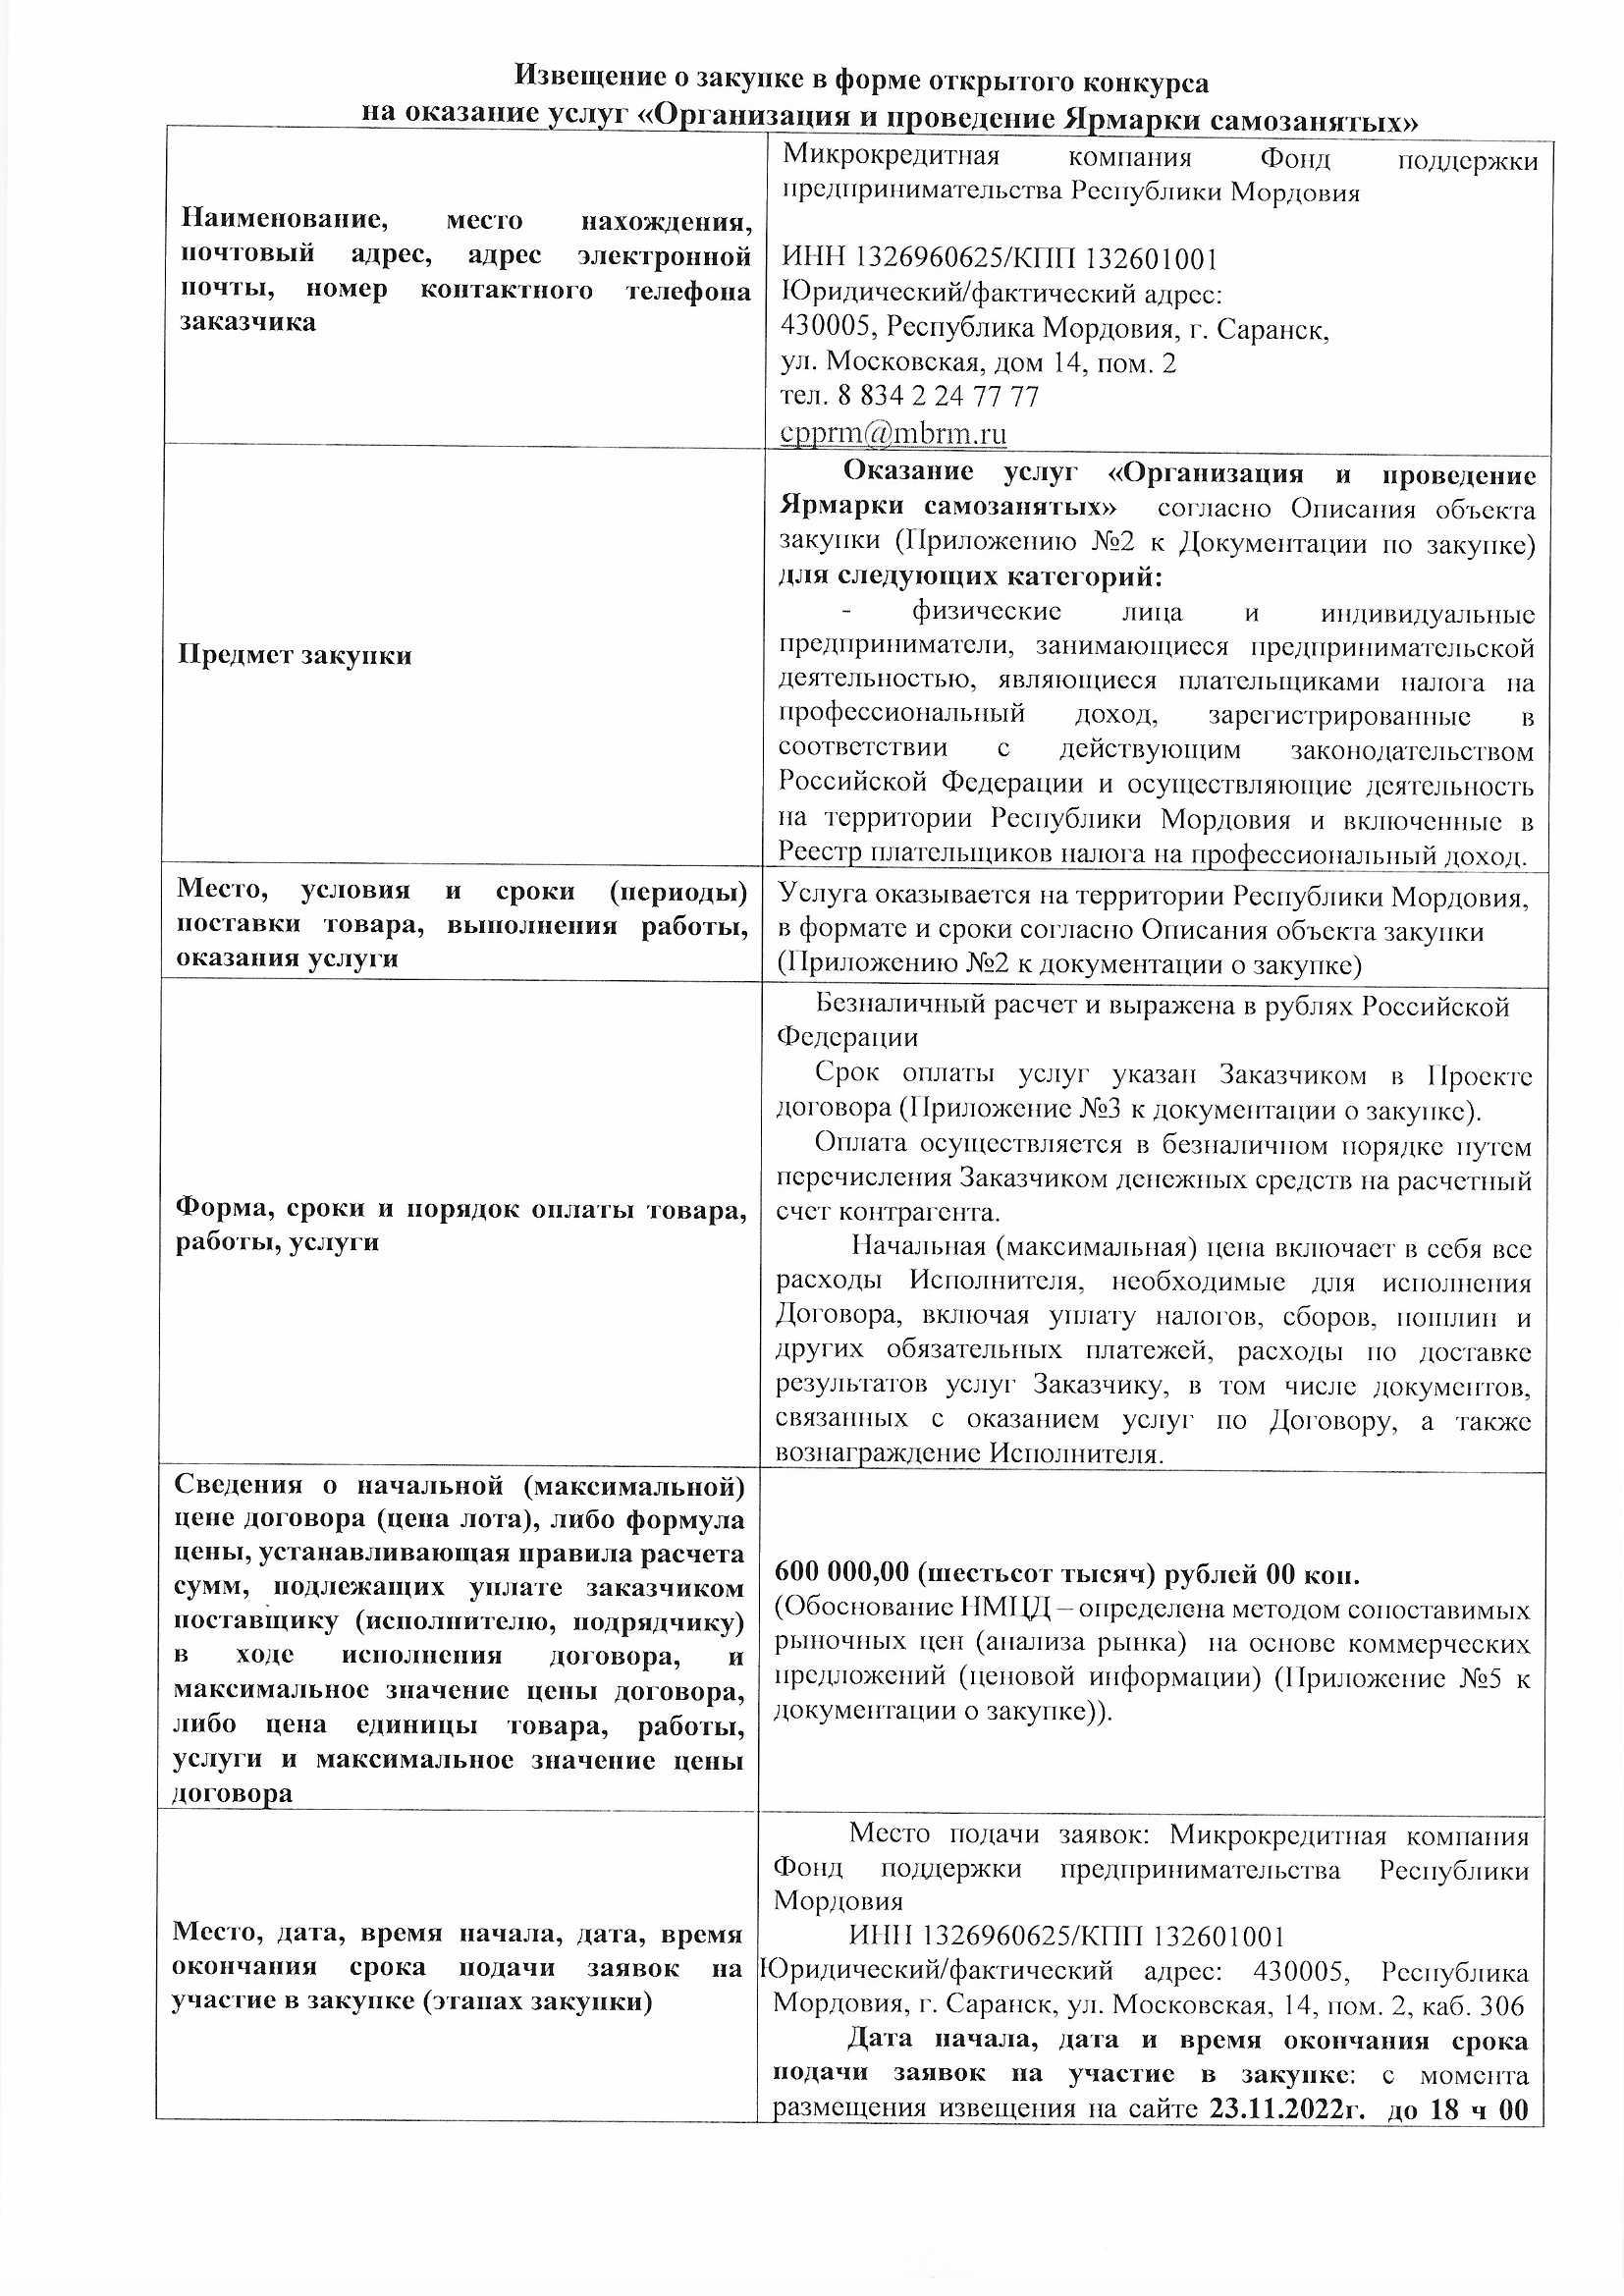 Извещение о закупке в форме открытого конкурса
на оказание услуг «Организация и проведение Ярмарки самозанятых»
Наименование, место нахождения,
почтовый адрес, адрес электронной
почты, номер контактного телефона
заказчика
Микрокредитная компания Фонд поддержки
предпринимательства Республики Мордовия
ИНН 1326960625/КПП 132601001
Юридический/фактический адрес:
430005, Республика Мордовия, г. Саранск,
ул. Московская, дом 14, пом. 2
тел. 8 834 2 24 77 77
cpprm@mbrm.ru
Предмет закупки
Оказание услуг «Организация и проведение
Ярмарки самозанятых» согласно Описания объекта
закупки (Приложению №2 к Документации по закупке)
для следующих категорий:
- физические лица и индивидуальные
предприниматели, занимающиеся предпринимательской
деятельностью, являющиеся плательщиками налога на
профессиональный доход, зарегистрированные в
соответствии с действующим законодательством
Российской Федерации и осуществляющие деятельность
на территории Республики Мордовия и включенные в
Реестр плательщиков налога на профессиональный доход.
Место, условия и сроки (периоды)
поставки товара, выполнения работы,
оказания услуги
Услуга оказывается на территории Республики Мордовия,
в формате и сроки согласно Описания объекта закупки
(Приложению №2 к документации о закупке)
Форма, сроки и порядок оплаты товара,
работы, услуги
Безналичный расчет и выражена в рублях Российской
Федерации
Срок оплаты услуг указан Заказчиком в Проекте
договора (Приложение №3 к документации о закупке).
Оплата осуществляется в безналичном порядке путем
перечисления Заказчиком денежных средств на расчетный
счет контрагента.
Начальная (максимальная) цена включает в себя все
расходы Исполнителя, необходимые для исполнения
Договора, включая уплату налогов, сборов, пошлин и
других обязательных платежей, расходы по доставке
результатов услуг Заказчику, в том числе документов,
связанных с оказанием услуг по Договору, а также
вознаграждение Исполнителя.
Сведения о начальной (максимальной)
цене договора (цена лота), либо формула
цены, устанавливающая правила расчета
сумм, подлежащих уплате заказчиком
поставщику (исполнителю, подрядчику)
в ходе исполнения договора, и
максимальное значение цены договора,
либо цена единицы товара, работы,
услуги и максимальное значение цены
договора
600 000,00 (шестьсот тысяч) рублей 00 коп.
(Обоснование НМЦД – определена методом сопоставимых
рыночных цен (анализа рынка) на основе коммерческих
предложений (ценовой информации) (Приложение №5 к
документации о закупке)).
Место, дата, время начала, дата, время
окончания срока подачи заявок на
участие в закупке (этапах закупки)
Место подачи заявок: Микрокредитная компания
Фонд поддержки предпринимательства Республики
Мордовия
ИНН 1326960625/КПП 132601001
Юридический/фактический адрес: 430005, Республика
Мордовия, г. Саранск, ул. Московская, 14, пом. 2, каб. 306
Дата начала, дата и время окончания срока
подачи заявок на участие в закупке: с момента
размещения извещения на сайте 23.11.2022г. до 18 ч 00